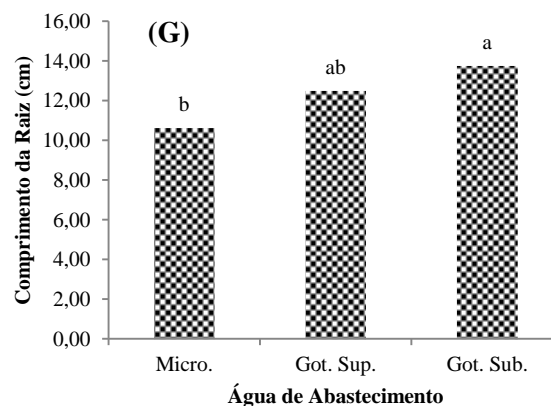 (G)
Comprimento da Raiz (cm)
16,00
14,00
12,00
10,00
8,00
6,00
4,00
2,00
0,00
b
ab
a
Micro.
Got. Sup.
Got. Sub.
Água de Abastecimento